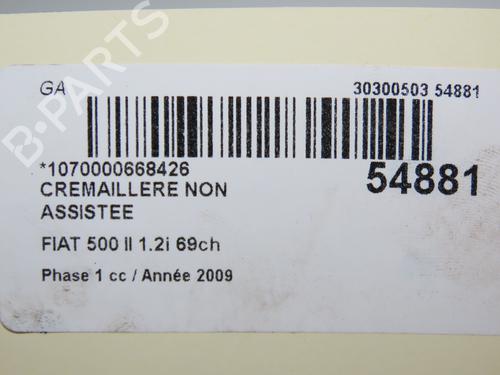 GA
30300503 54881
*1070000668426
54881
CREMAILLERE NON
ASSISTEE
FIAT 500 II 1.2i 69ch
Phase 1 cc / Année 2009
B-PARTS